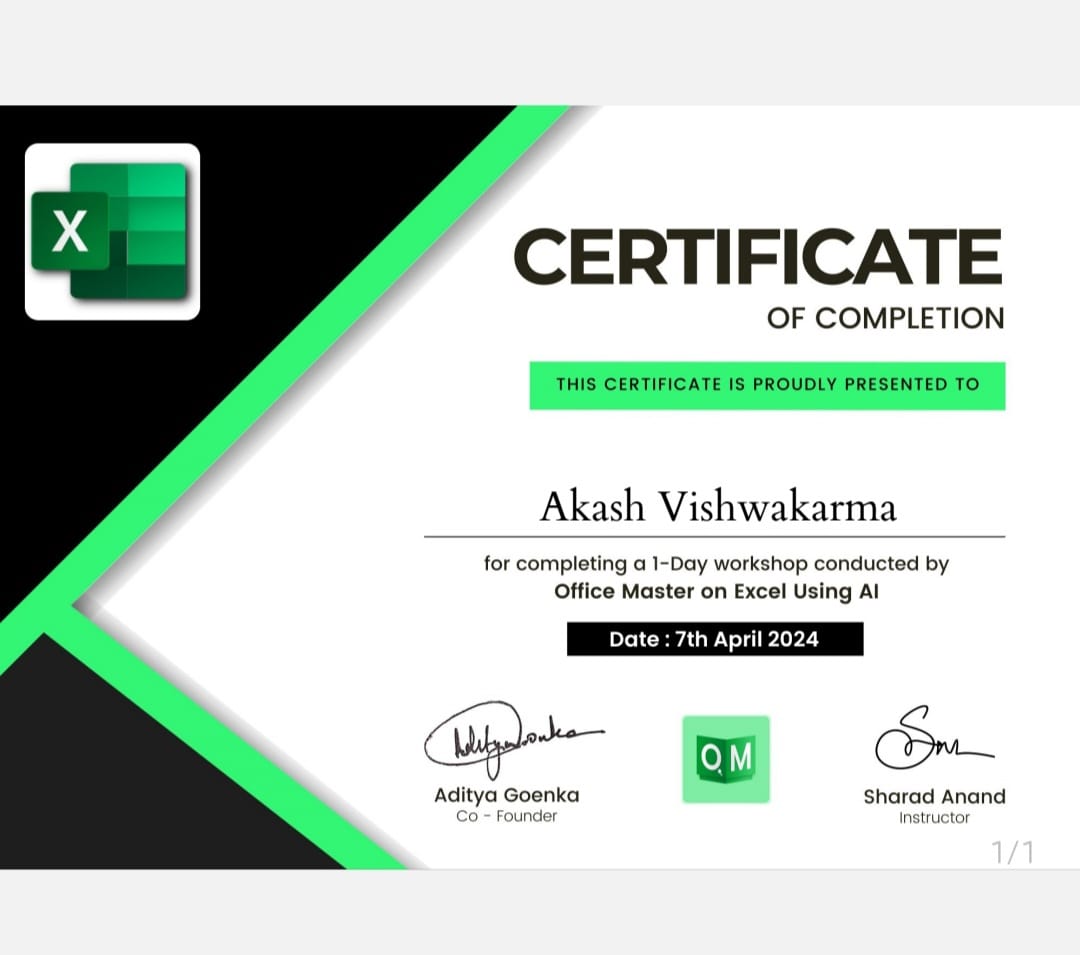 X
CERTIFICATE
OF COMPLETION
THIS CERTIFICATE IS PROUDLY PRESENTED TO
Akash Vishwakarma
for completing a 1-Day workshop conducted by
Office Master on Excel Using AI
Date : 7th April 2024
OM
Aditya Goenka
Co - Founder
Sharad Anand
Instructor
1/1